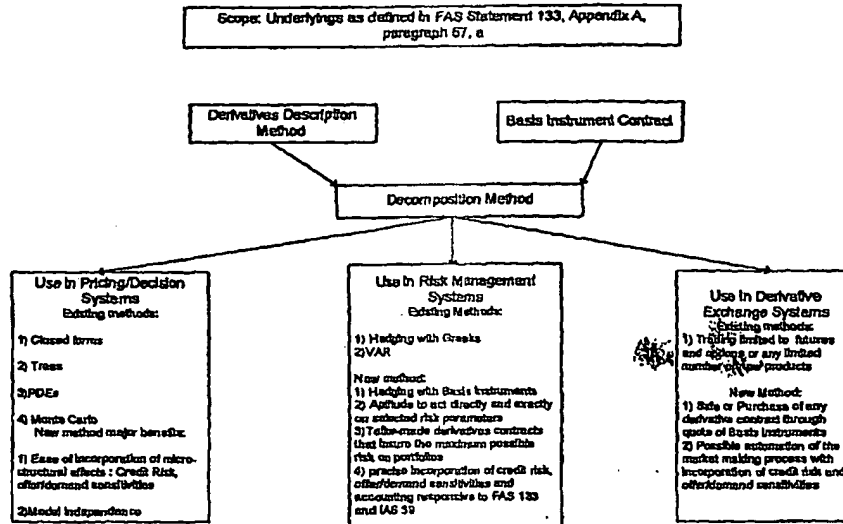 Scope: Underlyings as defined in FAS Statement 133, Appendix A,
paragraph 57, a
Derivatives Description
Method
Basis Instrument Contract
Decomposition Method
Use in Pricing/Decision
Systems
Existing methods:
1) Closed forms
2) Trees
3)PDEs
4) Monte Carlo
New method major benefits:
1) Ease of incorporation of micro-
structural effects : Credit Risk,
offer/demand sensitivities
2)Model Independence
Use in Risk Management
Systems
Existing Methods:
1) Hedging with Greeks
2)VAR
New method:
1) Hedging with Basis Instruments
2) Aptitude to act directly and exactly
on selected risk parameters
3) Tailor-made derivatives contracts
that insure the maximum possible
risk on portfolios
4) precise incorporation of credit risk,
offer/demand sensitivities and
accounting responsive to FAS 133
and IAS 39
Use in Derivative
Exchange Systems
Existing methods:
1) Trading limited to futures
and options or any limited
number products
New Method:
1) Sale or Purchase of any
derivative contract through
quote of Basis Instruments
2) Possible automation of the
market making process with
incorporation of credit risk and
offer/demand sensitivities